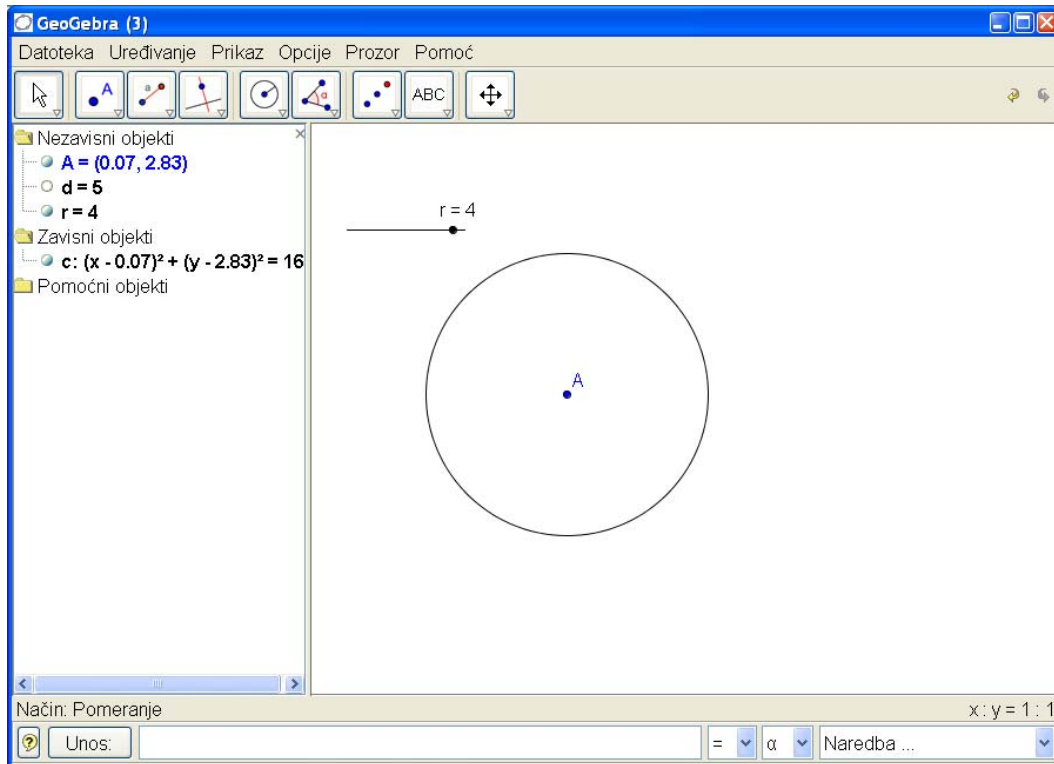 GeoGebra (3)
Datoteka Uređivanje Prikaz Opcije Prozor Pomoć
A a α ABC
Nezavisni objekti
A = (0.07, 2.83)
d = 5
r = 4
Zavisni objekti
c: (x - 0.07)² + (y - 2.83)² = 16
Pomoćni objekti
r = 4
A
Način: Pomeranje
x : y = 1 : 1
Unos: = α Naredba ...